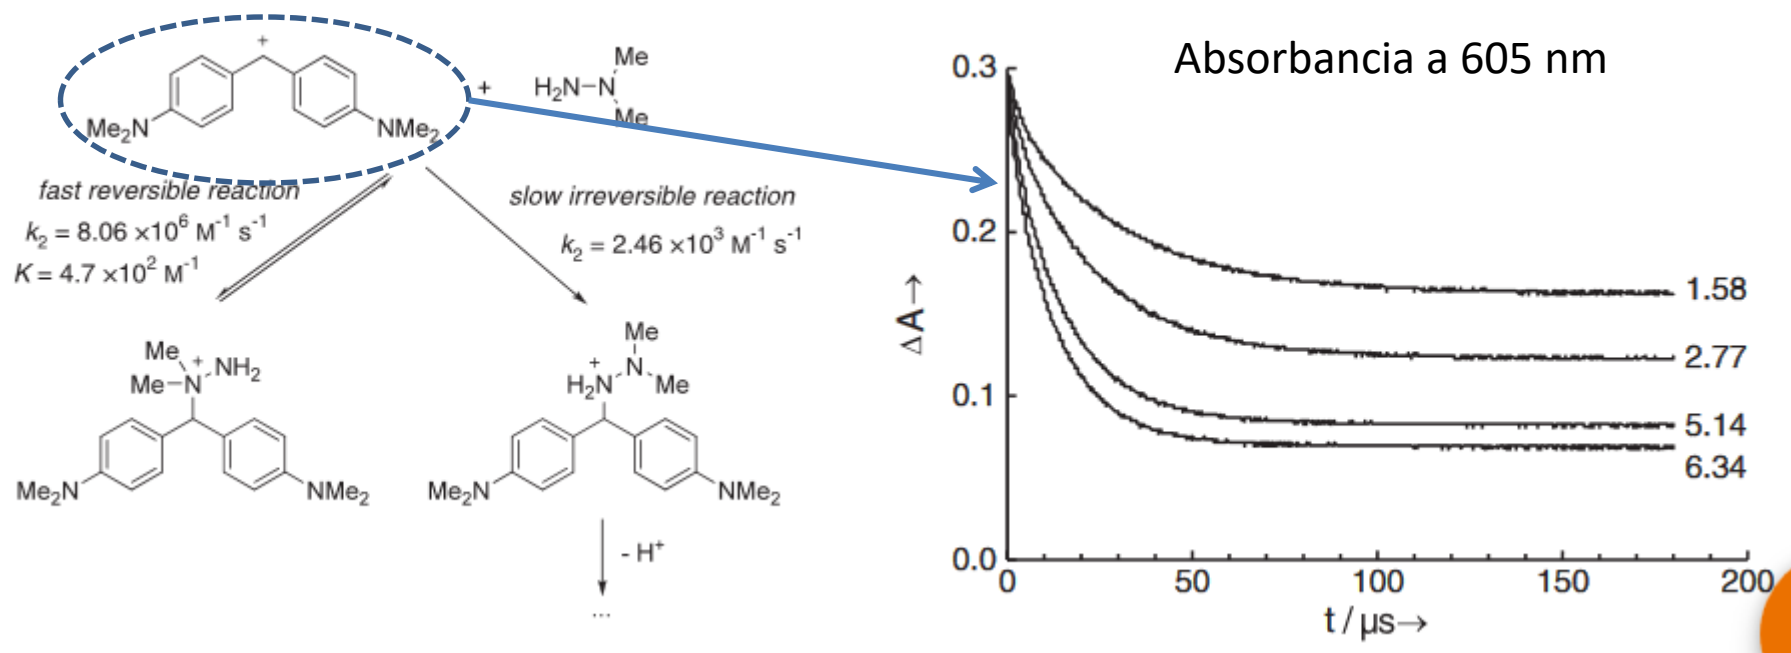 +
Me2N
NMe2
+
H2N–N
Me
Me
fast reversible reaction
k2 = 8.06 ×10^6 M^-1 s^-1
K = 4.7 ×10^2 M^-1
slow irreversible reaction
k2 = 2.46 ×10^3 M^-1 s^-1
Me
Me–N
+
NH2
Me2N
NMe2
Me
N
Me
+
H2N
Me2N
NMe2
- H+
...
Absorbancia a 605 nm
0.3
0.2
0.1
0.0
ΔA→
1.58
2.77
5.14
6.34
0
50
100
150
200
t / μs→